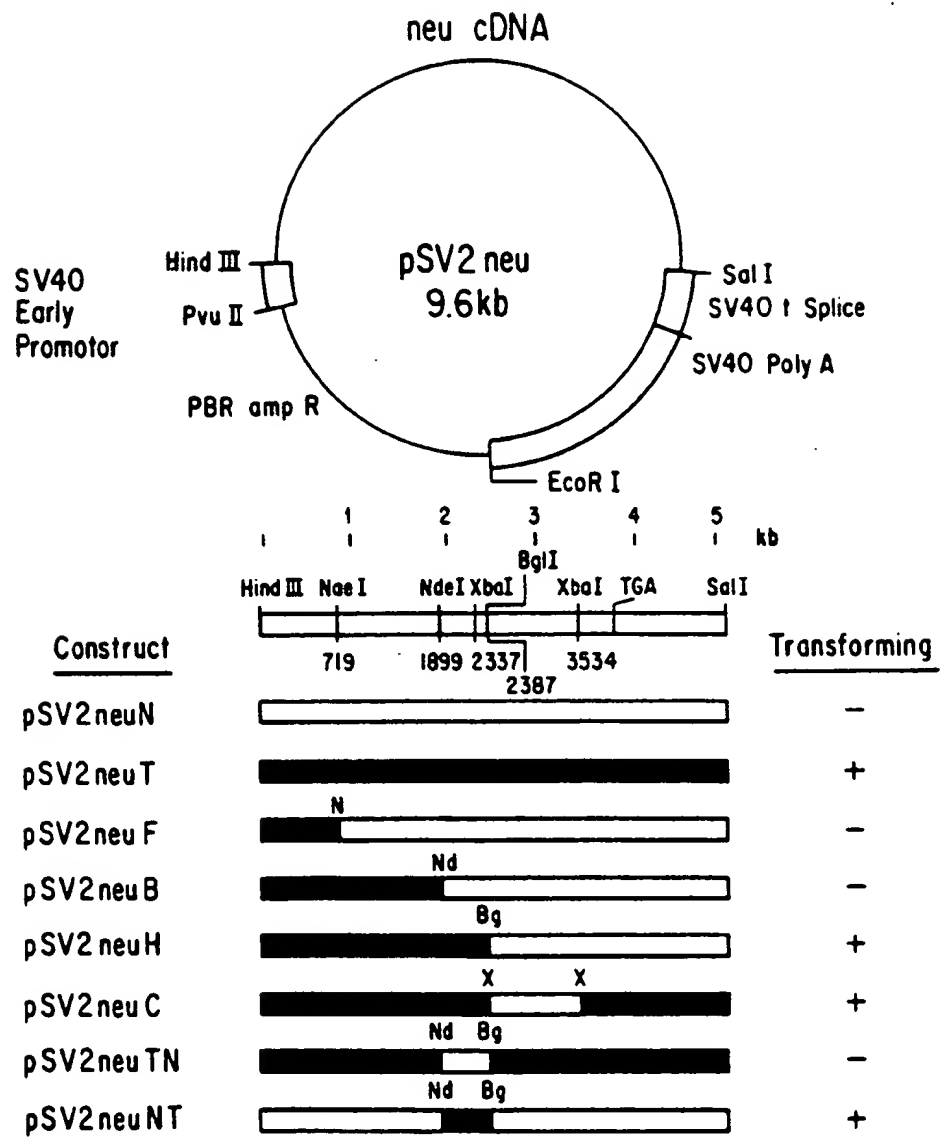 neu cDNA
Hind III
SV40
Early
Promotor
Pvu II
pSV2 neu
9.6kb
Sal I
SV40 t Splice
SV40 Poly A
PBR amp R
EcoR I
1 2 3 4 5 kb
BglI
Hind III Nae I NdeI XbaI XbaI TGA Sal I
Construct
Transforming
719 1899 2337 3534
2387
pSV2neuN −
pSV2neuT +
N
pSV2neuF −
Nd
pSV2neuB −
Bg
pSV2neuH +
X X
pSV2neuC +
Nd Bg
pSV2neuTN −
Nd Bg
pSV2neuNT +